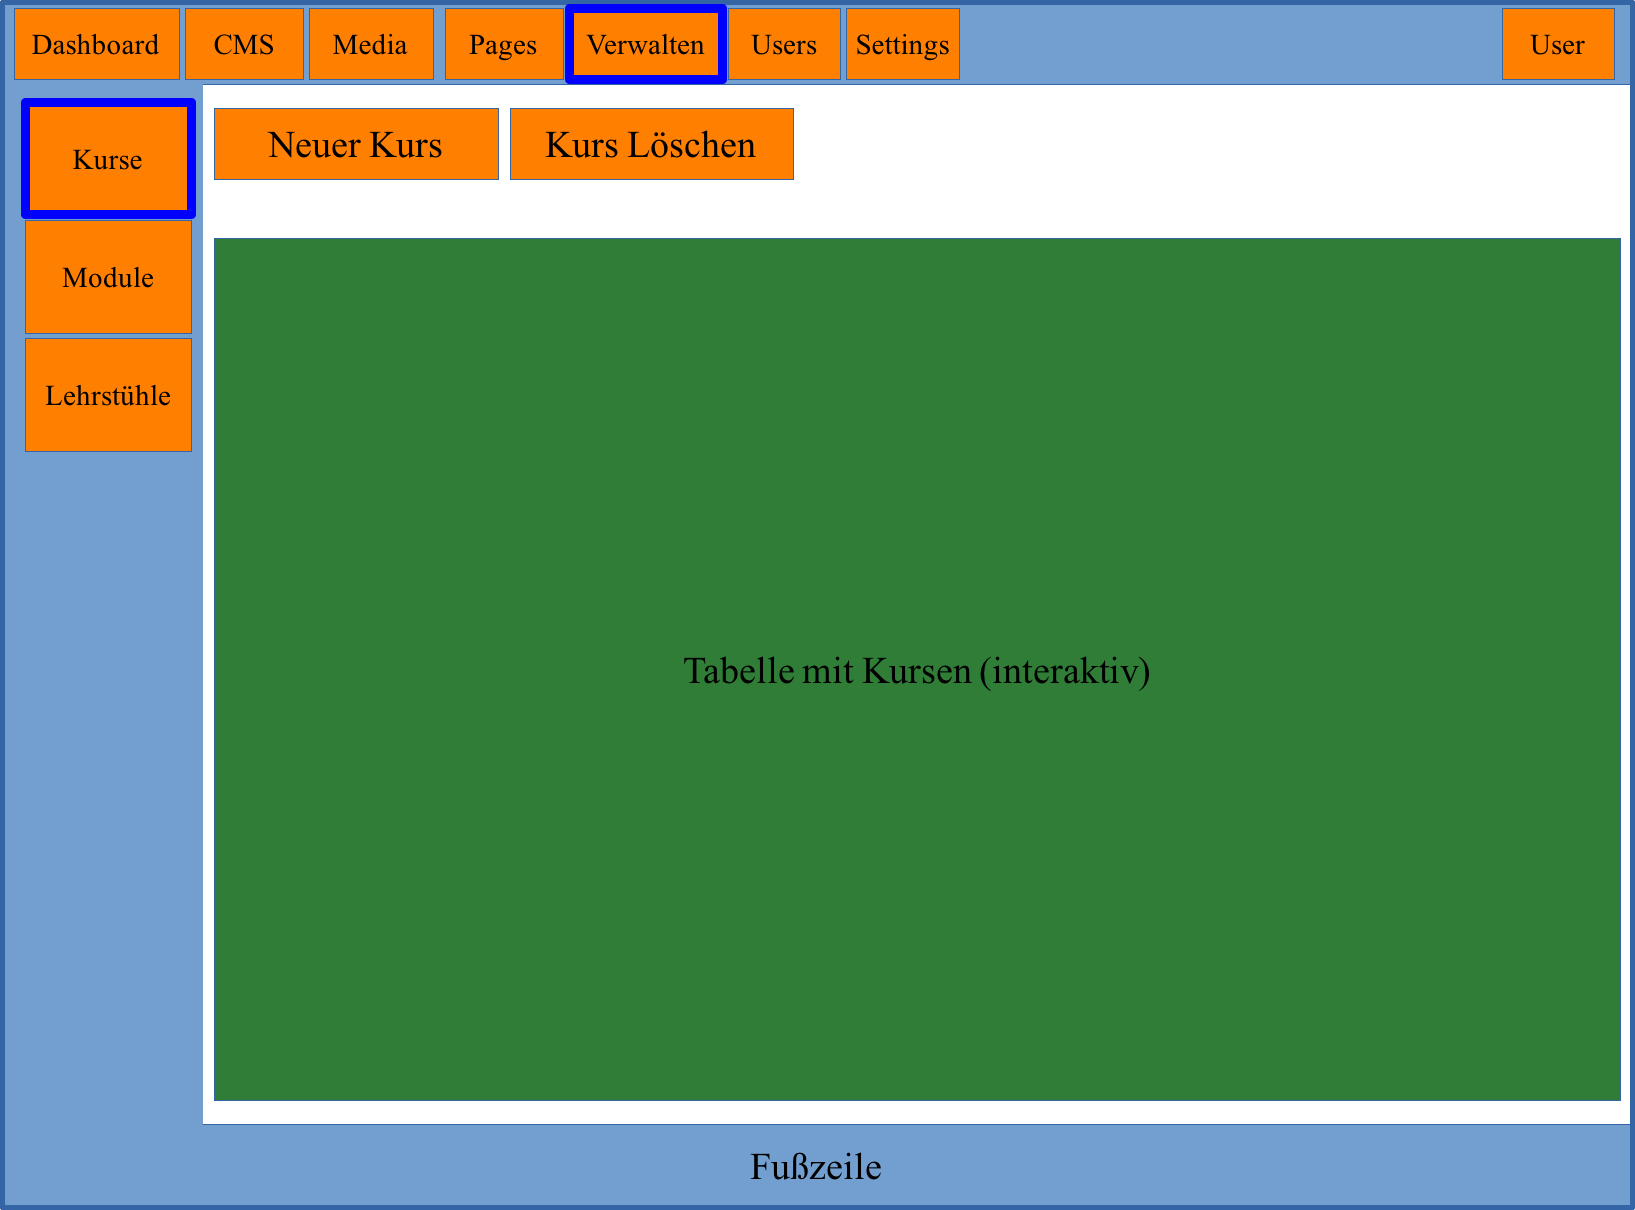 Dashboard
CMS
Media
Pages
Verwalten
Users
Settings
User
Kurse
Module
Lehrstühle
Neuer Kurs
Kurs Löschen
Tabelle mit Kursen (interaktiv)
Fußzeile